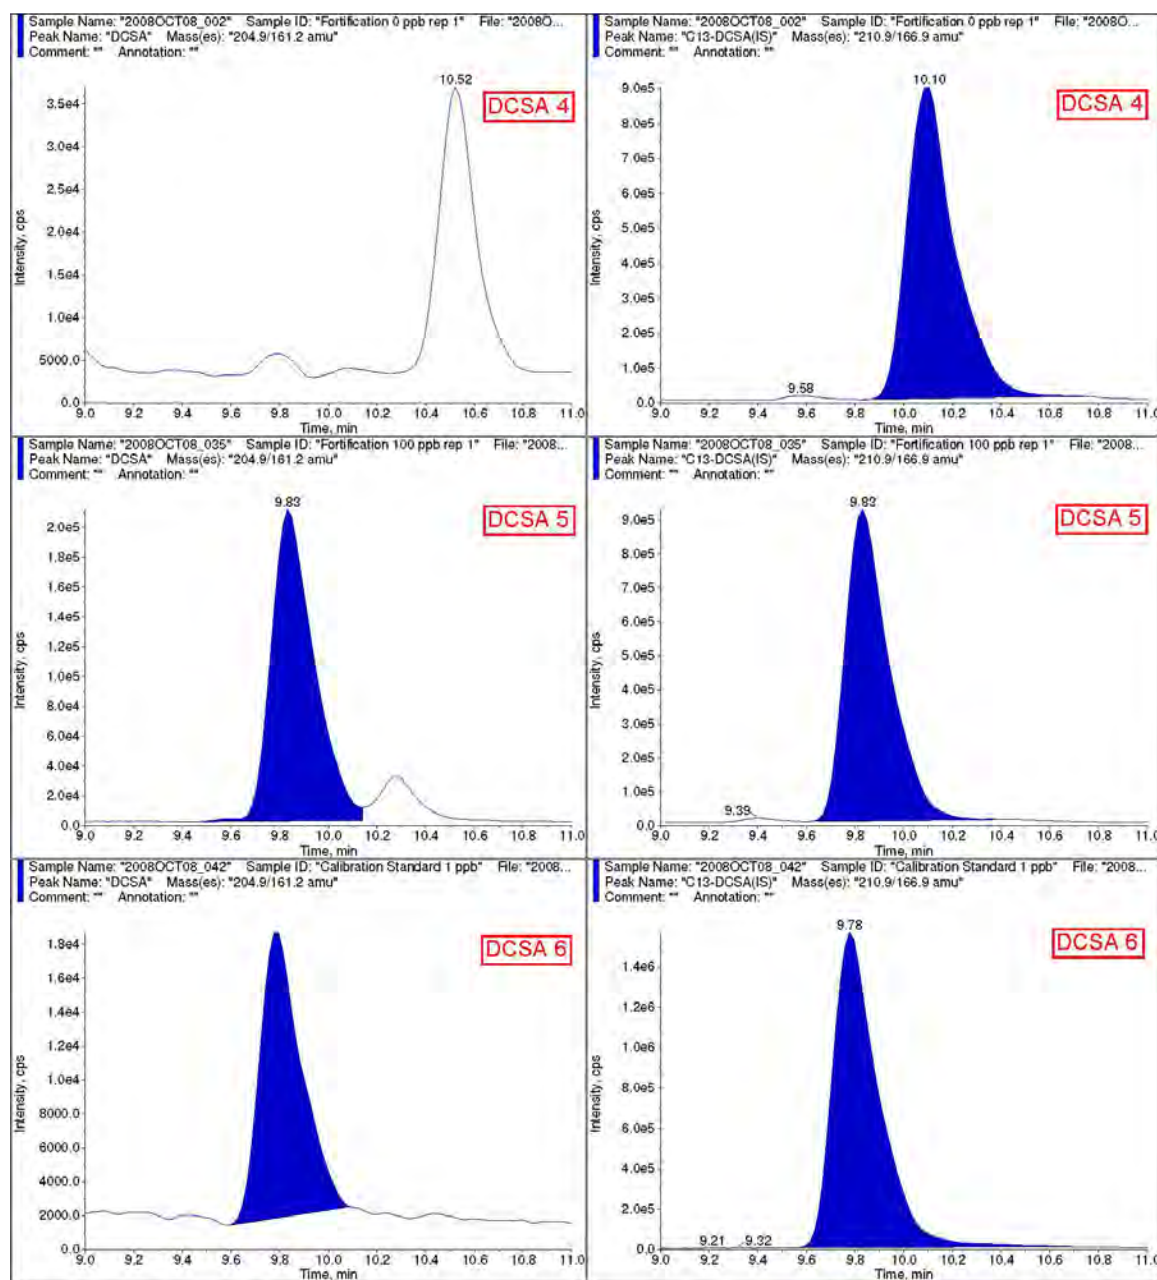 Sample Name: "2008OCT08_002" Sample ID: "Fortification 0 ppb rep 1" File: "2008O...
Peak Name: "DCSA" Mass(es): "204.9/161.2 amu"
Comment: "" Annotation: ""
10.52
DCSA 4
3.5e4
3.0e4
2.5e4
2.0e4
1.5e4
1.0e4
5000.0
0.0
Intensity, cps
9.0 9.2 9.4 9.6 9.8 10.0 10.2 10.4 10.6 10.8 11.0
Time, min
Sample Name: "2008OCT08_002" Sample ID: "Fortification 0 ppb rep 1" File: "2008O...
Peak Name: "C13-DCSA(IS)" Mass(es): "210.9/166.9 amu"
Comment: "" Annotation: ""
10.10
DCSA 4
9.0e5
8.0e5
7.0e5
6.0e5
5.0e5
4.0e5
3.0e5
2.0e5
1.0e5
0.0
Intensity, cps
9.58
9.0 9.2 9.4 9.6 9.8 10.0 10.2 10.4 10.6 10.8 11.0
Time, min
Sample Name: "2008OCT08_035" Sample ID: "Fortification 100 ppb rep 1" File: "2008...
Peak Name: "DCSA" Mass(es): "204.9/161.2 amu"
Comment: "" Annotation: ""
9.83
DCSA 5
2.0e5
1.8e5
1.6e5
1.4e5
1.2e5
1.0e5
8.0e4
6.0e4
4.0e4
2.0e4
0.0
Intensity, cps
9.0 9.2 9.4 9.6 9.8 10.0 10.2 10.4 10.6 10.8 11.0
Time, min
Sample Name: "2008OCT08_035" Sample ID: "Fortification 100 ppb rep 1" File: "2008...
Peak Name: "C13-DCSA(IS)" Mass(es): "210.9/166.9 amu"
Comment: "" Annotation: ""
9.83
DCSA 5
9.0e5
8.0e5
7.0e5
6.0e5
5.0e5
4.0e5
3.0e5
2.0e5
1.0e5
0.0
Intensity, cps
9.39
9.0 9.2 9.4 9.6 9.8 10.0 10.2 10.4 10.6 10.8 11.0
Time, min
Sample Name: "2008OCT08_042" Sample ID: "Calibration Standard 1 ppb" File: "2008...
Peak Name: "DCSA" Mass(es): "204.9/161.2 amu"
Comment: "" Annotation: ""
DCSA 6
1.8e4
1.6e4
1.4e4
1.2e4
1.0e4
8000.0
6000.0
4000.0
2000.0
0.0
Intensity, cps
9.0 9.2 9.4 9.6 9.8 10.0 10.2 10.4 10.6 10.8 11.0
Time, min
Sample Name: "2008OCT08_042" Sample ID: "Calibration Standard 1 ppb" File: "2008...
Peak Name: "C13-DCSA(IS)" Mass(es): "210.9/166.9 amu"
Comment: "" Annotation: ""
9.78
DCSA 6
1.4e6
1.2e6
1.0e6
8.0e5
6.0e5
4.0e5
2.0e5
0.0
Intensity, cps
9.21 9.32
9.0 9.2 9.4 9.6 9.8 10.0 10.2 10.4 10.6 10.8 11.0
Time, min